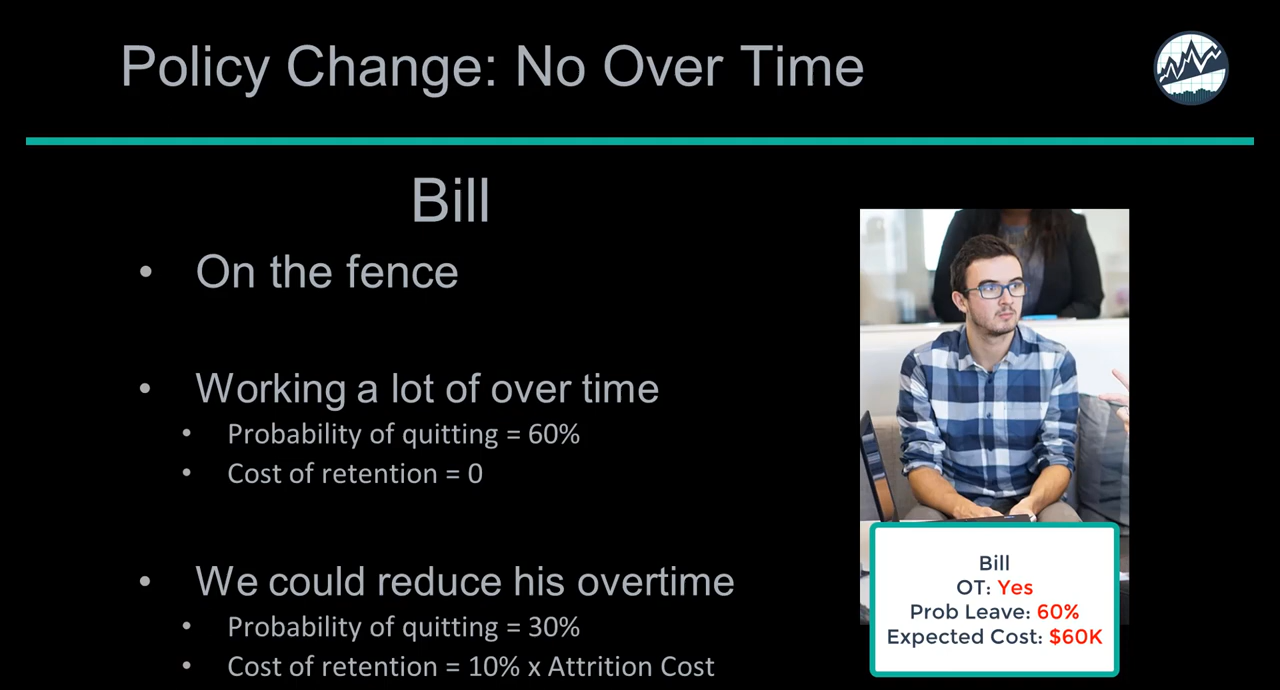 Policy Change: No Over Time
Bill
• On the fence
• Working a lot of over time
• Probability of quitting = 60%
• Cost of retention = 0
• We could reduce his overtime
• Probability of quitting = 30%
• Cost of retention = 10% x Attrition Cost
Bill
OT: Yes
Prob Leave: 60%
Expected Cost: $60K